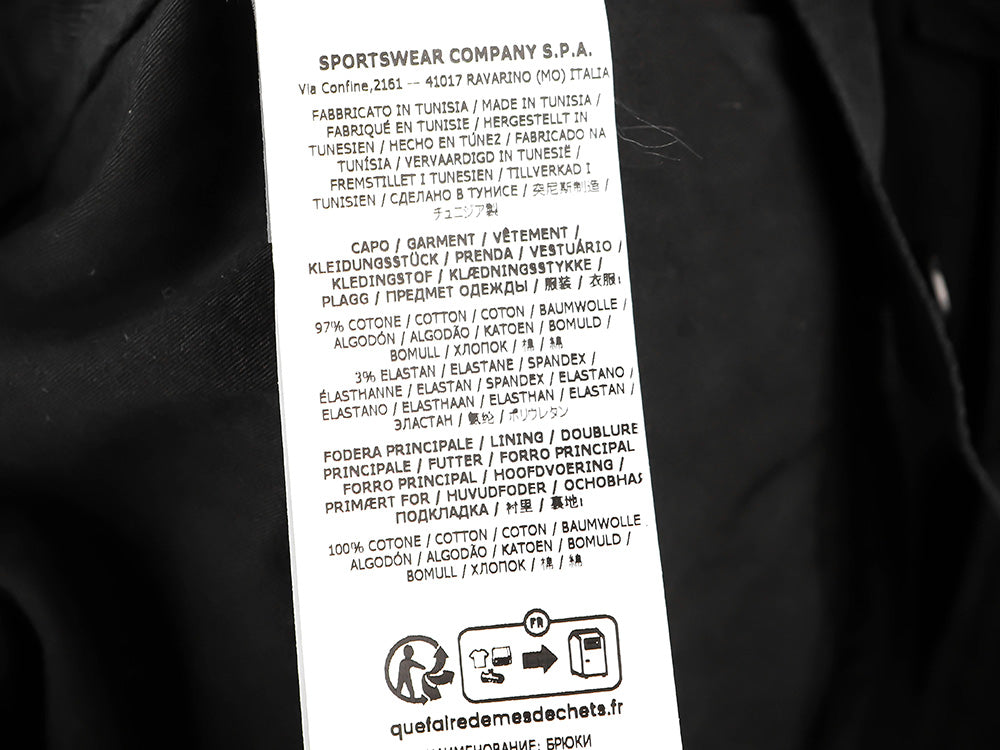 SPORTSWEAR COMPANY S.P.A.
Via Confine,2161 -- 41017 RAVARINO (MO) ITALIA
FABBRICATO IN TUNISIA / MADE IN TUNISIA /
FABRIQUÉ EN TUNISIE / HERGESTELLT IN
TUNESIEN / HECHO EN TÚNEZ / FABRICADO NA
TUNÍSIA / VERVAARDIGD IN TUNESIË /
FREMSTILLET I TUNESIEN / TILLVERKAD I
TUNISIEN / СДЕЛАНО В ТУНИСЕ / 突尼斯制造 /
チュニジア製
CAPO / GARMENT / VÊTEMENT /
KLEIDUNGSSTÜCK / PRENDA / VESTUÁRIO /
KLEDINGSTOF / KLÆDNINGSSTYKKE /
PLAGG / ПРЕДМЕТ ОДЕЖДЫ / 服装 / 衣服:
97% COTONE / COTTON / COTON / BAUMWOLLE /
ALGODÓN / ALGODÃO / KATOEN / BOMULD /
BOMULL / ХЛОПОК / 棉 / 綿
3% ELASTAN / ELASTANE / SPANDEX /
ÉLASTHANNE / ELASTAN / SPANDEX / ELASTANO /
ELASTANO / ELASTHAAN / ELASTHAN / ELASTAN /
ЭЛАСТАН / 氨纶 / ポリウレタン
FODERA PRINCIPALE / LINING / DOUBLURE
PRINCIPALE / FUTTER / FORRO PRINCIPAL /
FORRO PRINCIPAL / HOOFDVOERING /
PRIMÆRT FOR / HUVUDFODER / ОСНОВНАЯ
ПОДКЛАДКА / 衬里 / 裏地:
100% COTONE / COTTON / COTON / BAUMWOLLE /
ALGODÓN / ALGODÃO / KATOEN / BOMULD /
BOMULL / ХЛОПОК / 棉 / 綿
FR
quefairedemesdechets.fr
НАИМЕНОВАНИЕ: БРЮКИ